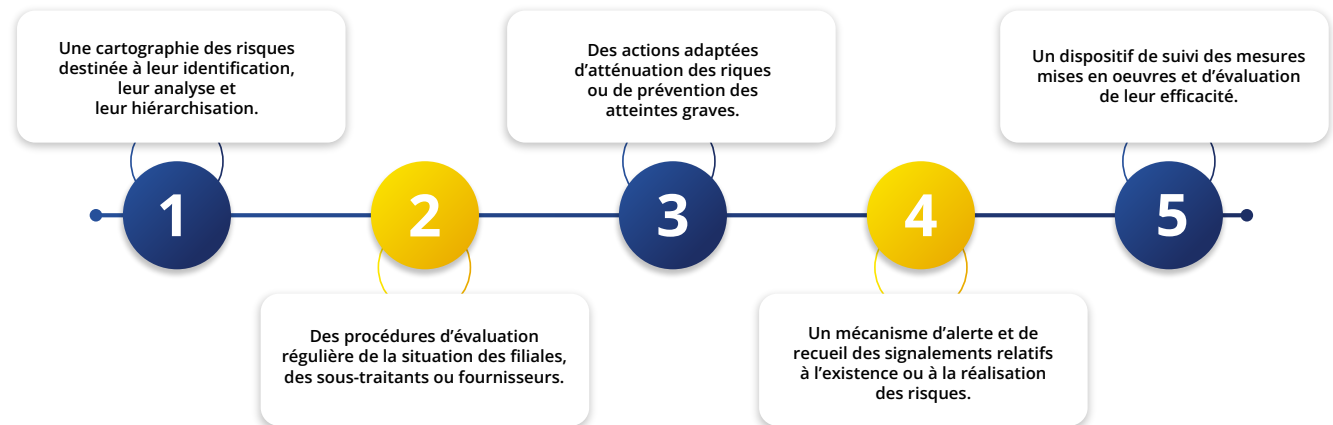 Une cartographie des risques
destinée à leur identification,
leur analyse et
leur hiérarchisation.
Des actions adaptées
d’atténuation des riques
ou de prévention des
atteintes graves.
Un dispositif de suivi des mesures
mises en oeuvres et d’évaluation
de leur efficacité.
1
2
3
4
5
Des procédures d’évaluation
régulière de la situation des filiales,
des sous-traitants ou fournisseurs.
Un mécanisme d’alerte et de
recueil des signalements relatifs
à l’existence ou à la réalisation
des risques.